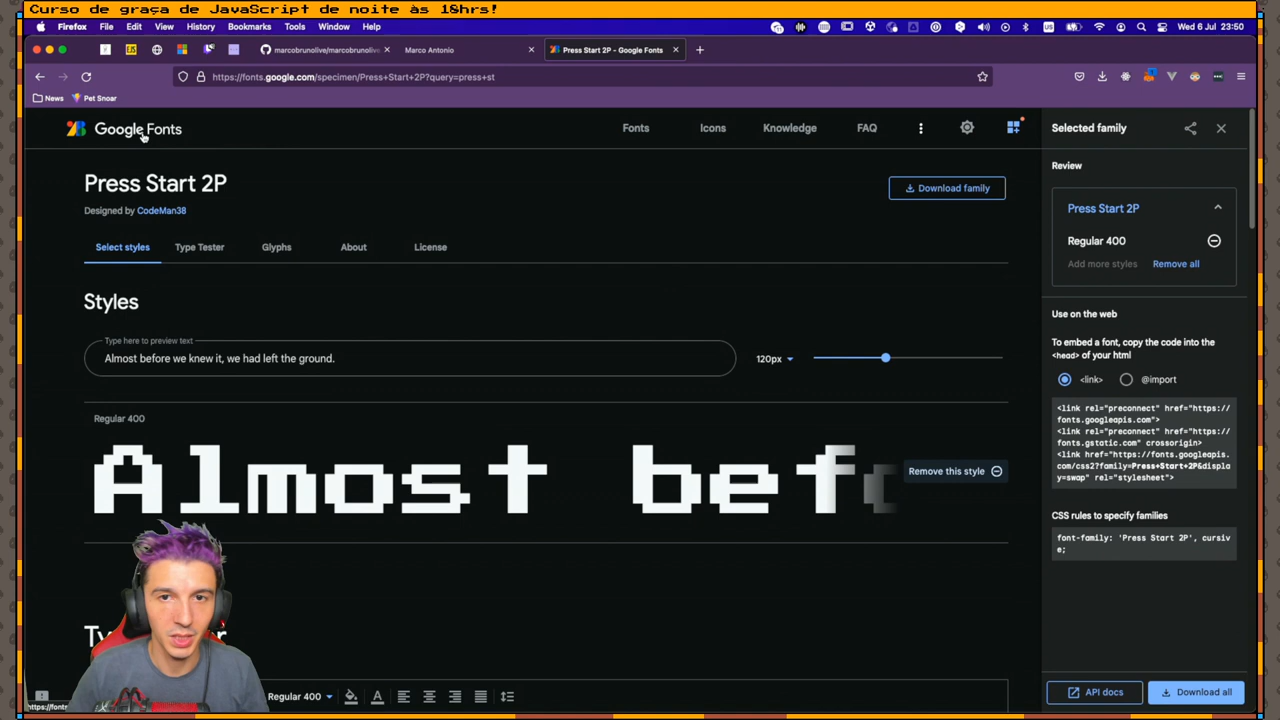 Curso de graça de JavaScript de noite às 18hrs!
Firefox File Edit View History Bookmarks Tools Window Help
Wed 6 Jul 23:50
marcobrunolive/marcobrunolive
Marco Antonio
Press Start 2P - Google Fonts
https://fonts.google.com/specimen/Press+Start+2P?query=press+st
News Pet Snoar
Google Fonts
Fonts Icons Knowledge FAQ
Selected family
Press Start 2P
Download family
Designed by CodeMan38
Select styles Type Tester Glyphs About License
Styles
Type here to preview text
Almost before we knew it, we had left the ground.
120px
Regular 400
Almost befo
Remove this style
Regular 400
Review
Press Start 2P
Regular 400
Add more styles Remove all
Use on the web
To embed a font, copy the code into the
<head> of your html
<link> @import
<link rel="preconnect" href="https://
fonts.googleapis.com">
<link rel="preconnect" href="https://
fonts.gstatic.com" crossorigin>
<link href="https://fonts.googleapis.
com/css2?family=Press+Start+2P&displa
y=swap" rel="stylesheet">
CSS rules to specify families
font-family: 'Press Start 2P', cursiv
e;
API docs Download all
https://fonts